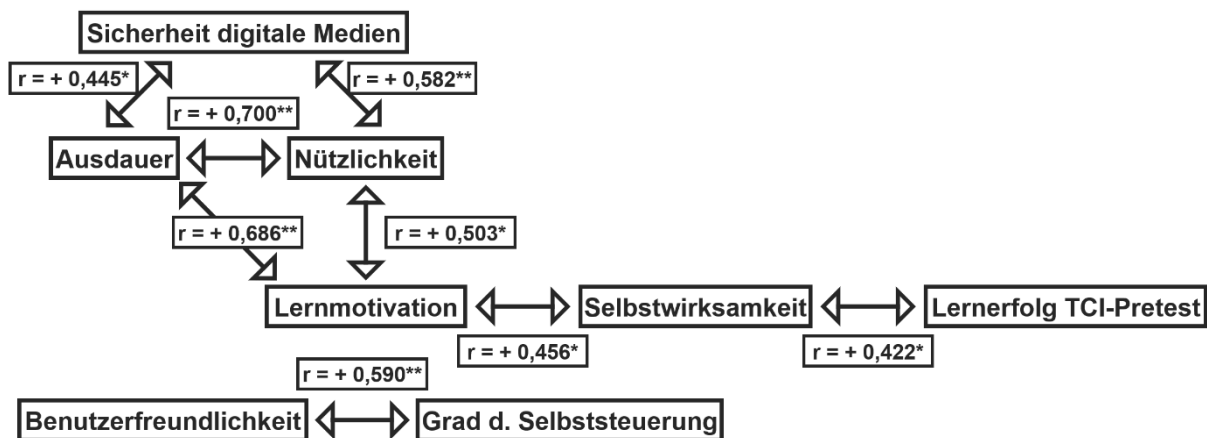 Sicherheit digitale Medien
r = + 0,445*
r = + 0,582**
r = + 0,700**
Ausdauer
Nützlichkeit
r = + 0,686**
r = + 0,503*
Lernmotivation
Selbstwirksamkeit
Lernerfolg TCI-Pretest
r = + 0,456*
r = + 0,422*
r = + 0,590**
Benutzerfreundlichkeit
Grad d. Selbststeuerung